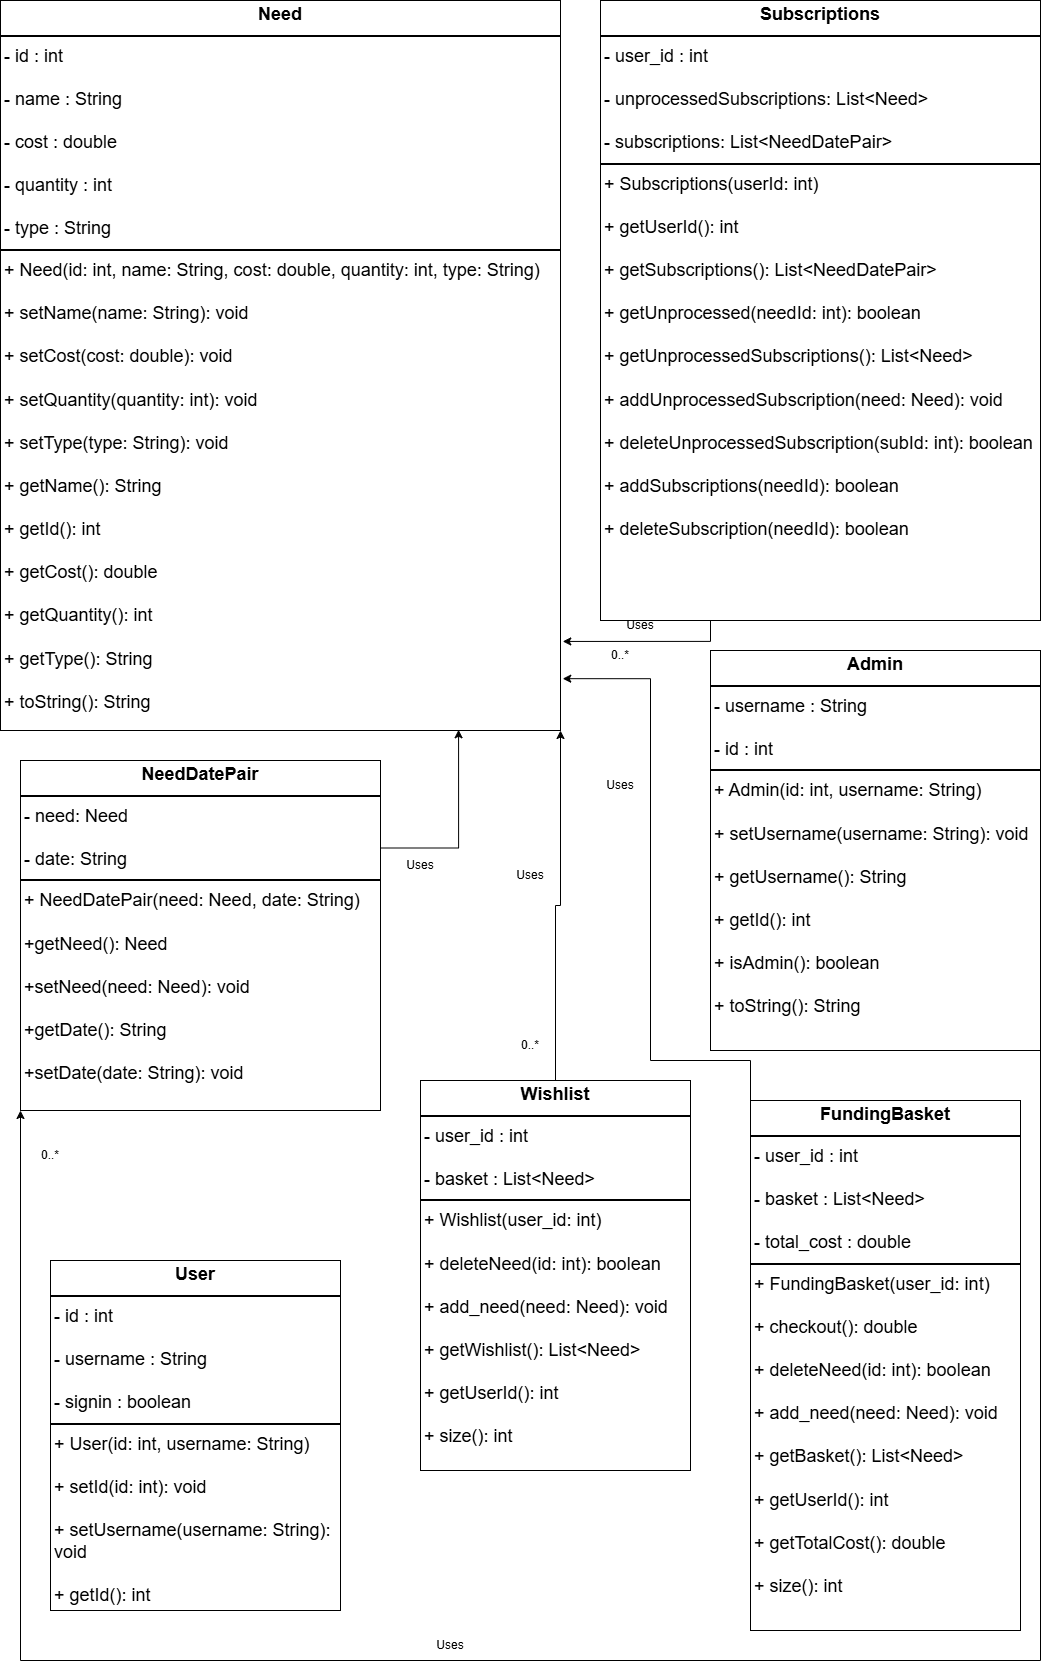 Need
- id : int
- name : String
- cost : double
- quantity : int
- type : String
+ Need(id: int, name: String, cost: double, quantity: int, type: String)
+ setName(name: String): void
+ setCost(cost: double): void
+ setQuantity(quantity: int): void
+ setType(type: String): void
+ getName(): String
+ getId(): int
+ getCost(): double
+ getQuantity(): int
+ getType(): String
+ toString(): String
Subscriptions
- user_id : int
- unprocessedSubscriptions: List<Need>
- subscriptions: List<NeedDatePair>
+ Subscriptions(userId: int)
+ getUserId(): int
+ getSubscriptions(): List<NeedDatePair>
+ getUnprocessed(needId: int): boolean
+ getUnprocessedSubscriptions(): List<Need>
+ addUnprocessedSubscription(need: Need): void
+ deleteUnprocessedSubscription(subId: int): boolean
+ addSubscriptions(needId): boolean
+ deleteSubscription(needId): boolean
Uses
0..*
Admin
- username : String
- id : int
+ Admin(id: int, username: String)
+ setUsername(username: String): void
+ getUsername(): String
+ getId(): int
+ isAdmin(): boolean
+ toString(): String
NeedDatePair
- need: Need
- date: String
+ NeedDatePair(need: Need, date: String)
+getNeed(): Need
+setNeed(need: Need): void
+getDate(): String
+setDate(date: String): void
Uses
Uses
Uses
0..*
0..*
Wishlist
- user_id : int
- basket : List<Need>
+ Wishlist(user_id: int)
+ deleteNeed(id: int): boolean
+ add_need(need: Need): void
+ getWishlist(): List<Need>
+ getUserId(): int
+ size(): int
FundingBasket
- user_id : int
- basket : List<Need>
- total_cost : double
+ FundingBasket(user_id: int)
+ checkout(): double
+ deleteNeed(id: int): boolean
+ add_need(need: Need): void
+ getBasket(): List<Need>
+ getUserId(): int
+ getTotalCost(): double
+ size(): int
User
- id : int
- username : String
- signin : boolean
+ User(id: int, username: String)
+ setId(id: int): void
+ setUsername(username: String):
void
+ getId(): int
Uses